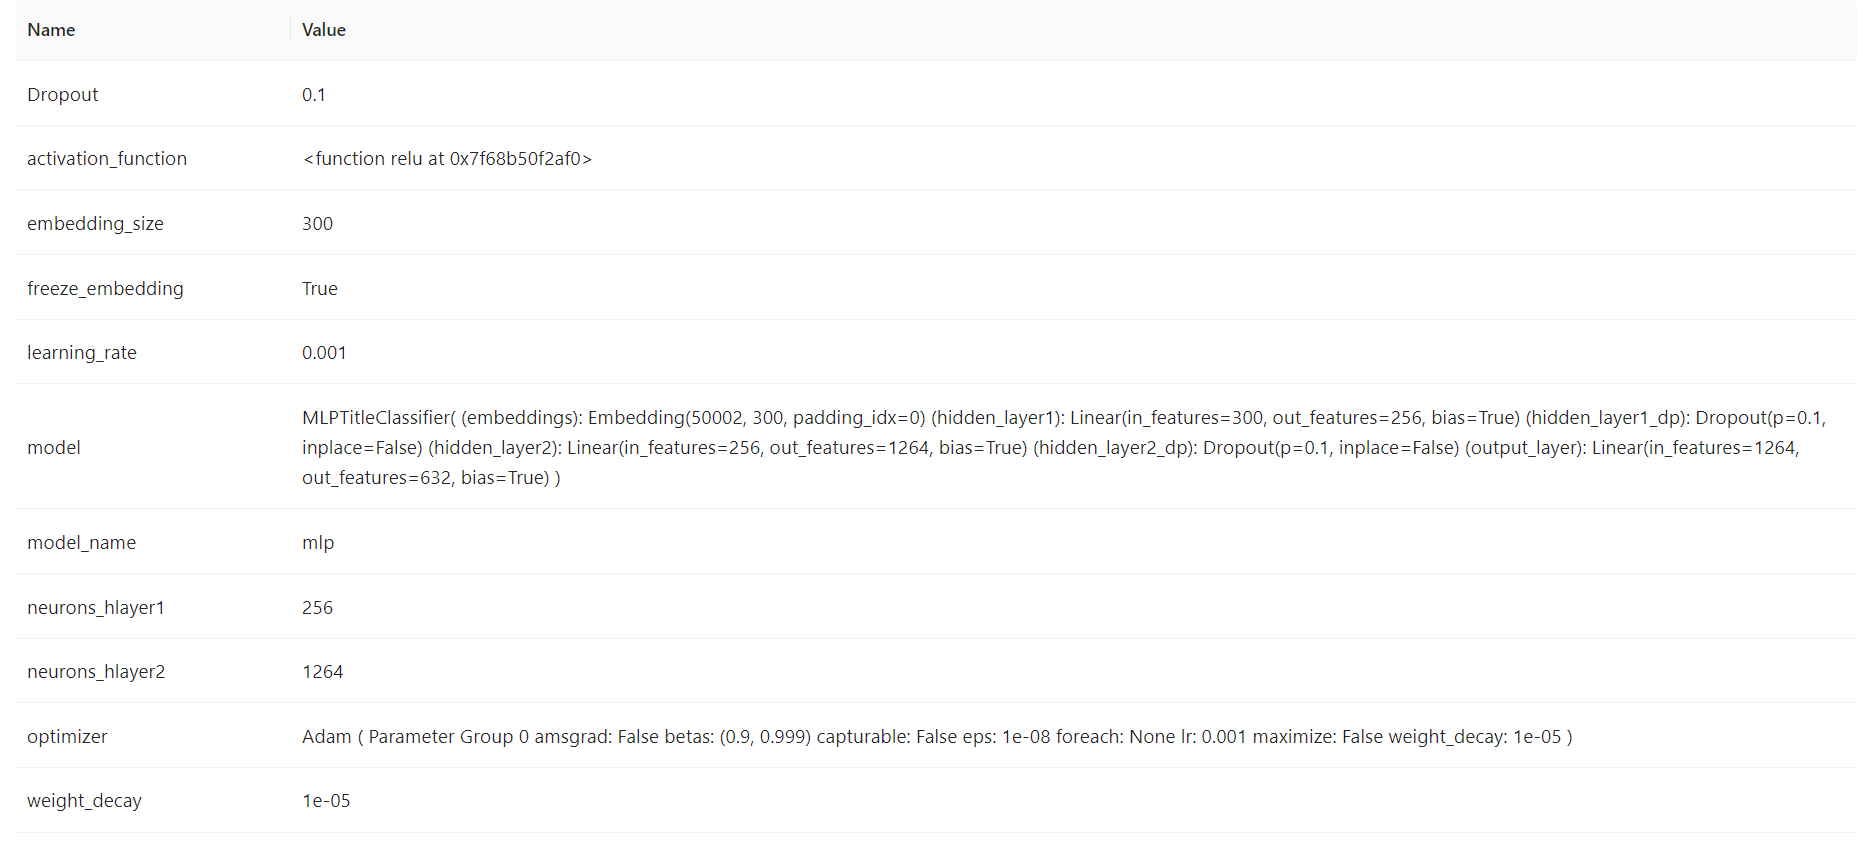 Name Value
Dropout 0.1
activation_function <function relu at 0x7f68b50f2af0>
embedding_size 300
freeze_embedding True
learning_rate 0.001
model MLPTitleClassifier( (embeddings): Embedding(50002, 300, padding_idx=0) (hidden_layer1): Linear(in_features=300, out_features=256, bias=True) (hidden_layer1_dp): Dropout(p=0.1,
inplace=False) (hidden_layer2): Linear(in_features=256, out_features=1264, bias=True) (hidden_layer2_dp): Dropout(p=0.1, inplace=False) (output_layer): Linear(in_features=1264,
out_features=632, bias=True) )
model_name mlp
neurons_hlayer1 256
neurons_hlayer2 1264
optimizer Adam ( Parameter Group 0 amsgrad: False betas: (0.9, 0.999) capturable: False eps: 1e-08 foreach: None lr: 0.001 maximize: False weight_decay: 1e-05 )
weight_decay 1e-05